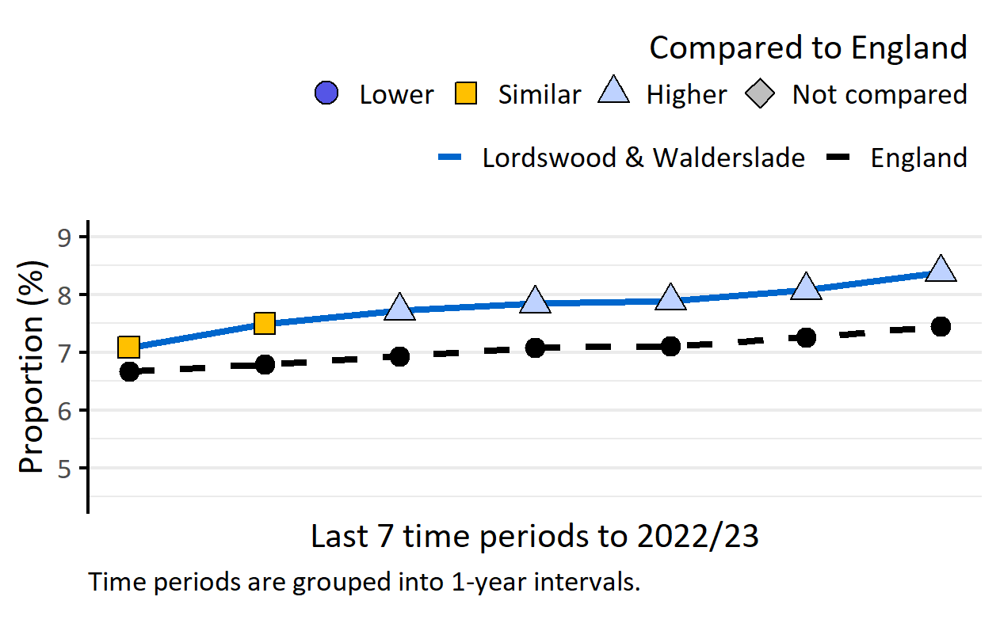 Compared to England
Lower Similar Higher Not compared
Lordswood & Walderslade England
Proportion (%)
9
8
7
6
5
Last 7 time periods to 2022/23
Time periods are grouped into 1-year intervals.